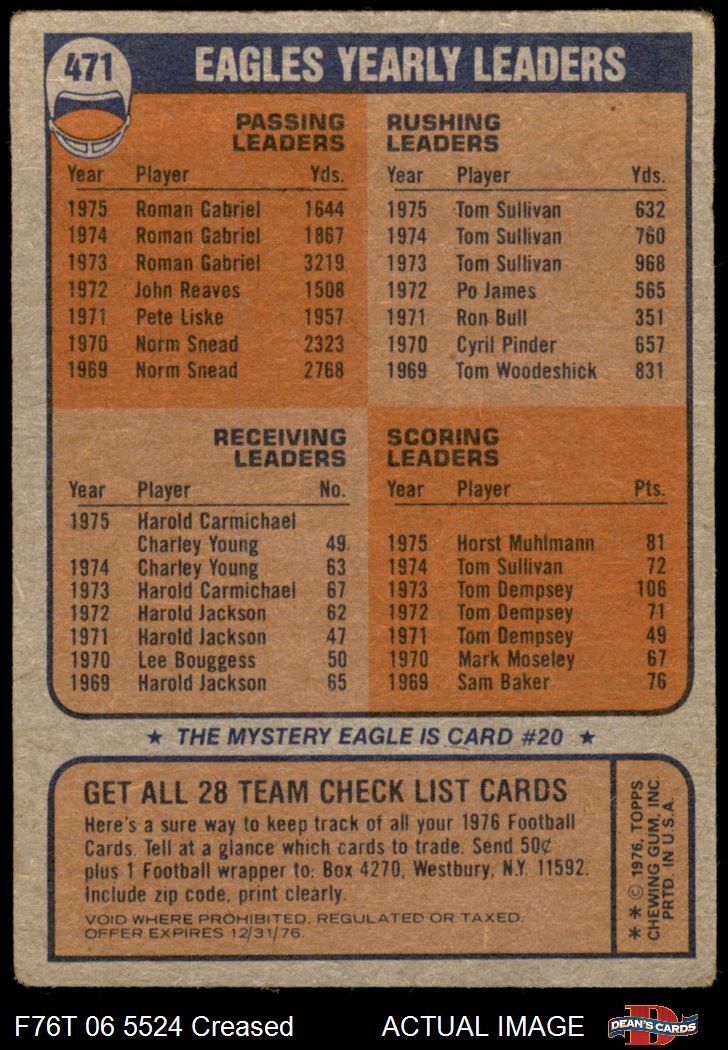 471
EAGLES YEARLY LEADERS
PASSING
LEADERS
Year Player Yds.
1975 Roman Gabriel 1644
1974 Roman Gabriel 1867
1973 Roman Gabriel 3219
1972 John Reaves 1508
1971 Pete Liske 1957
1970 Norm Snead 2323
1969 Norm Snead 2768
RUSHING
LEADERS
Year Player Yds.
1975 Tom Sullivan 632
1974 Tom Sullivan 760
1973 Tom Sullivan 968
1972 Po James 565
1971 Ron Bull 351
1970 Cyril Pinder 657
1969 Tom Woodeshick 831
RECEIVING
LEADERS
Year Player No.
1975 Harold Carmichael
Charley Young 49
1974 Charley Young 63
1973 Harold Carmichael 67
1972 Harold Jackson 62
1971 Harold Jackson 47
1970 Lee Bouggess 50
1969 Harold Jackson 65
SCORING
LEADERS
Year Player Pts.
1975 Horst Muhlmann 81
1974 Tom Sullivan 72
1973 Tom Dempsey 106
1972 Tom Dempsey 71
1971 Tom Dempsey 49
1970 Mark Moseley 67
1969 Sam Baker 76
★ THE MYSTERY EAGLE IS CARD #20 ★
GET ALL 28 TEAM CHECK LIST CARDS
Here's a sure way to keep track of all your 1976 Football
Cards. Tell at a glance which cards to trade. Send 50¢
plus 1 Football wrapper to: Box 4270, Westbury, N.Y. 11592.
Include zip code, print clearly.
VOID WHERE PROHIBITED, REGULATED OR TAXED.
OFFER EXPIRES 12/31/76.
** © 1976, TOPPS
CHEWING GUM, INC.
PRTD. IN U.S.A.
F76T 06 5524 Creased ACTUAL IMAGE
DEAN'S CARDS